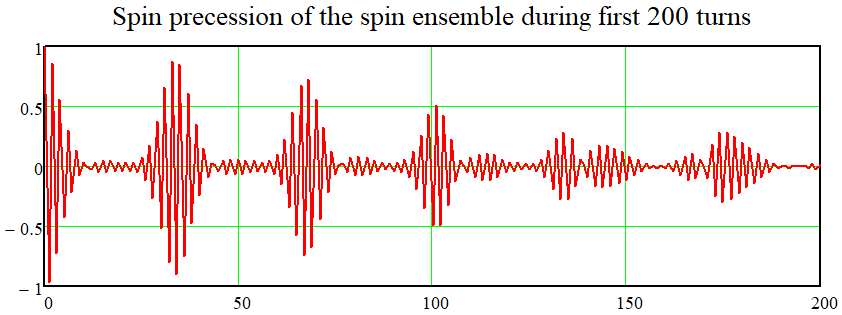 Spin precession of the spin ensemble during first 200 turns
1
0.5
0
– 0.5
– 1
0 50 100 150 200